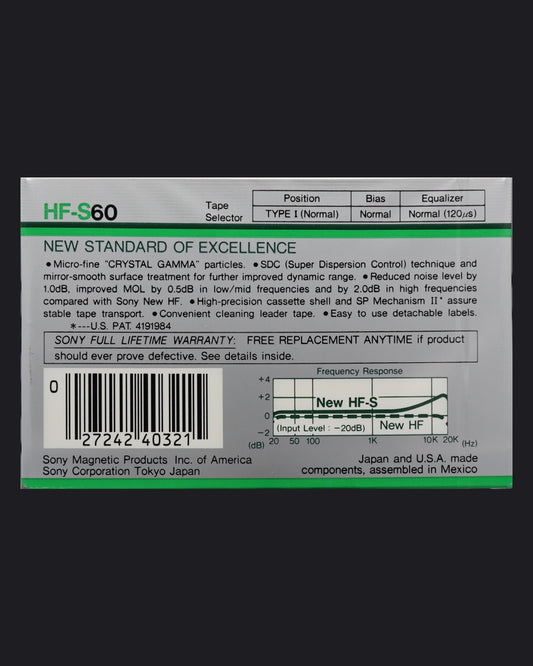 HF-S60
Tape Selector
Position Bias Equalizer
TYPE I (Normal) Normal Normal (120μs)
NEW STANDARD OF EXCELLENCE
●Micro-fine "CRYSTAL GAMMA" particles. ●SDC (Super Dispersion Control) technique and
mirror-smooth surface treatment for further improved dynamic range. ●Reduced noise level by
1.0dB, improved MOL by 0.5dB in low/mid frequencies and by 2.0dB in high frequencies
compared with Sony New HF. ●High-precision cassette shell and SP Mechanism II* assure
stable tape transport. ●Convenient cleaning leader tape. ●Easy to use detachable labels.
*---U.S. PAT. 4191984
SONY FULL LIFETIME WARRANTY: FREE REPLACEMENT ANYTIME if product
should ever prove defective. See details inside.
0
27242 40321
Frequency Response
+4
+2
0
-2
(dB)
New HF-S
(Input Level : -20dB)
New HF
20 50 100 1K 10K 20K (Hz)
Sony Magnetic Products Inc. of America
Sony Corporation Tokyo Japan
Japan and U.S.A. made
components, assembled in Mexico